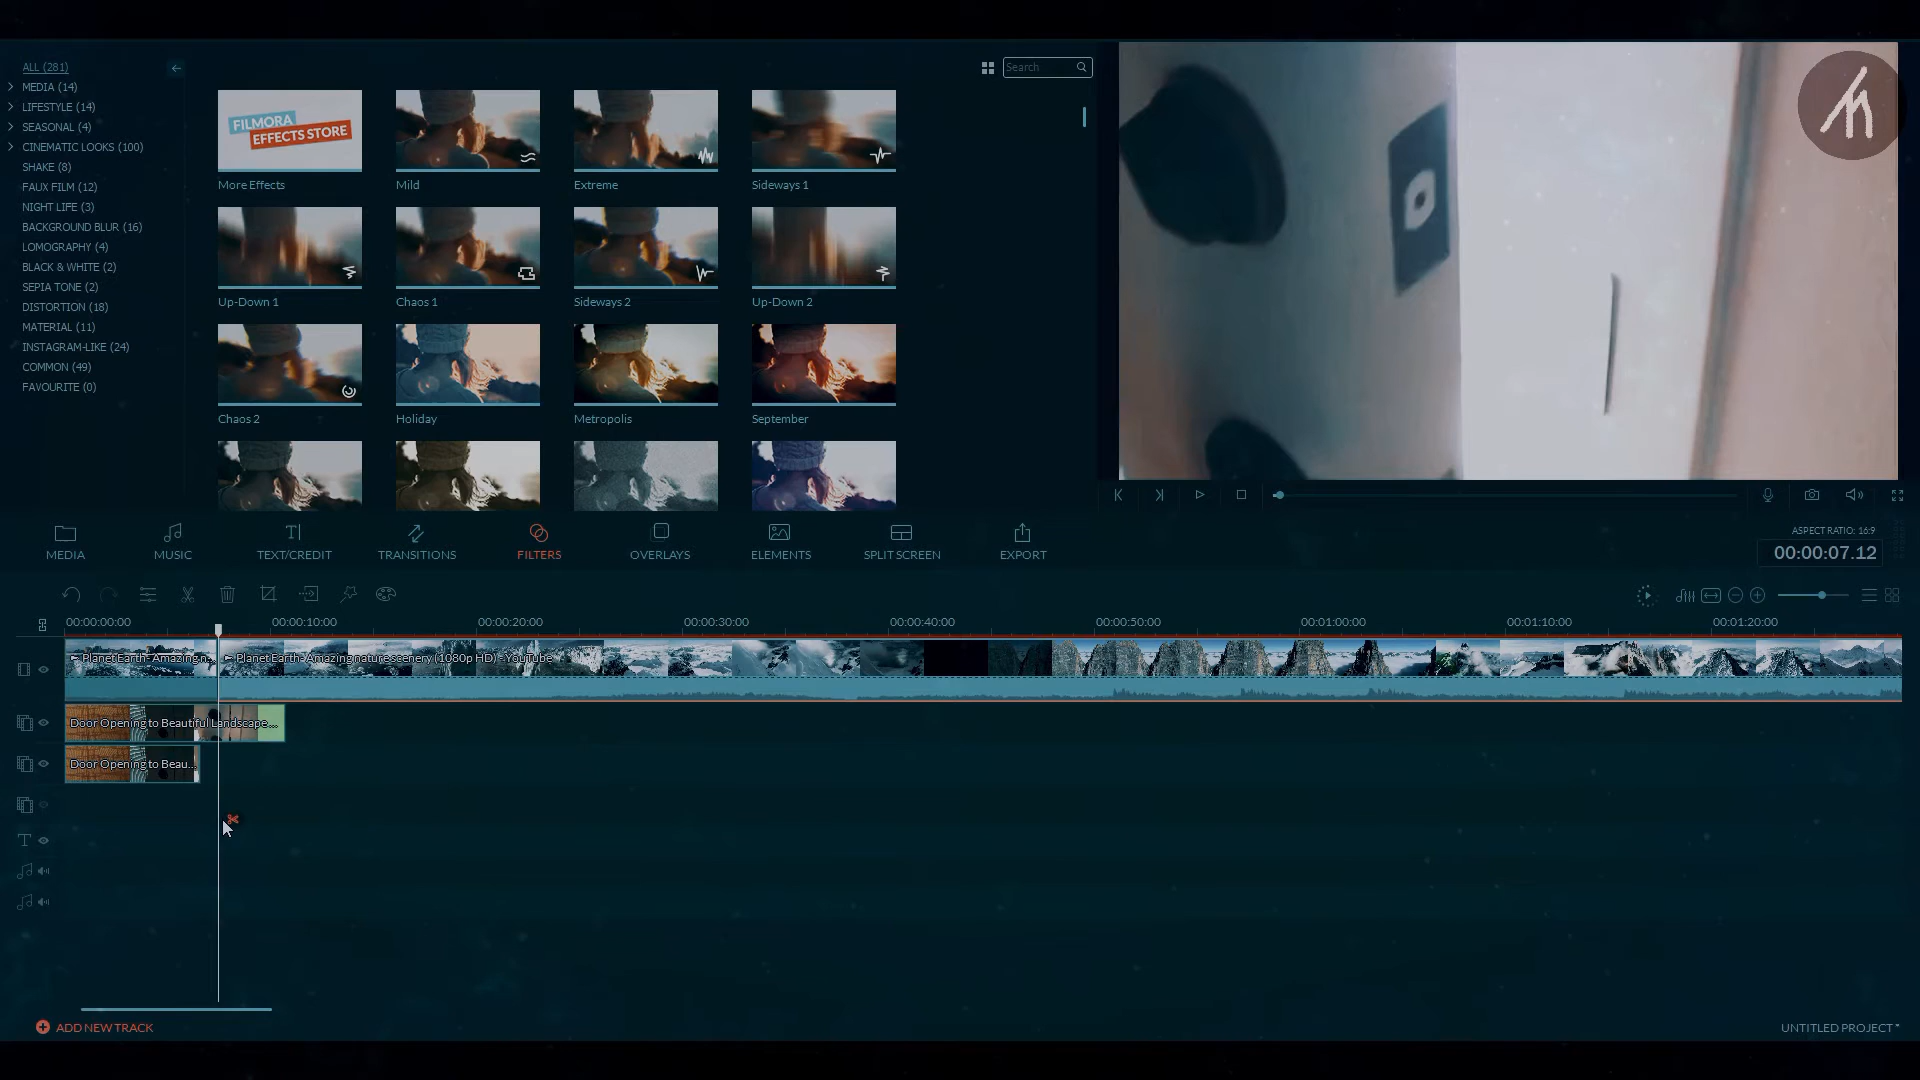 ALL (281)
MEDIA (14)
LIFESTYLE (14)
SEASONAL (4)
CINEMATIC LOOKS (100)
SHAKE (8)
FAUX FILM (12)
NIGHT LIFE (3)
BACKGROUND BLUR (16)
LOMOGRAPHY (4)
BLACK & WHITE (2)
SEPIA TONE (2)
DISTORTION (18)
MATERIAL (11)
INSTAGRAM-LIKE (24)
COMMON (49)
FAVOURITE (0)
Search
FILMORA
EFFECTS STORE
More Effects
Mild
Extreme
Sideways 1
Up-Down 1
Chaos 1
Sideways 2
Up-Down 2
Chaos 2
Holiday
Metropolis
September
MEDIA
MUSIC
TEXT/CREDIT
TRANSITIONS
FILTERS
OVERLAYS
ELEMENTS
SPLIT SCREEN
EXPORT
ASPECT RATIO: 16:9
00:00:07.12
00:00:00:00
00:00:10:00
00:00:20:00
00:00:30:00
00:00:40:00
00:00:50:00
00:01:00:00
00:01:10:00
00:01:20:00
Planet Earth- Amazing n...
Planet Earth- Amazing nature scenery (1080p HD) - YouTube
Door Opening to Beautiful Landscape...
Door Opening to Beau...
ADD NEW TRACK
UNTITLED PROJECT *